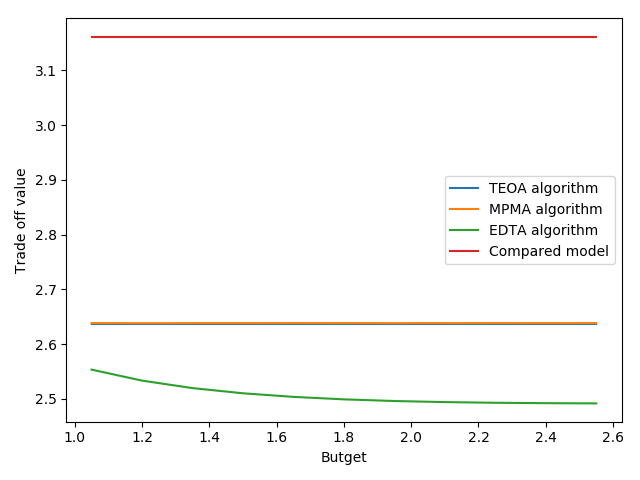 3.1
3.0
2.9
2.8
2.7
2.6
2.5
Trade off value
TEOA algorithm
MPMA algorithm
EDTA algorithm
Compared model
1.0 1.2 1.4 1.6 1.8 2.0 2.2 2.4 2.6
Butget